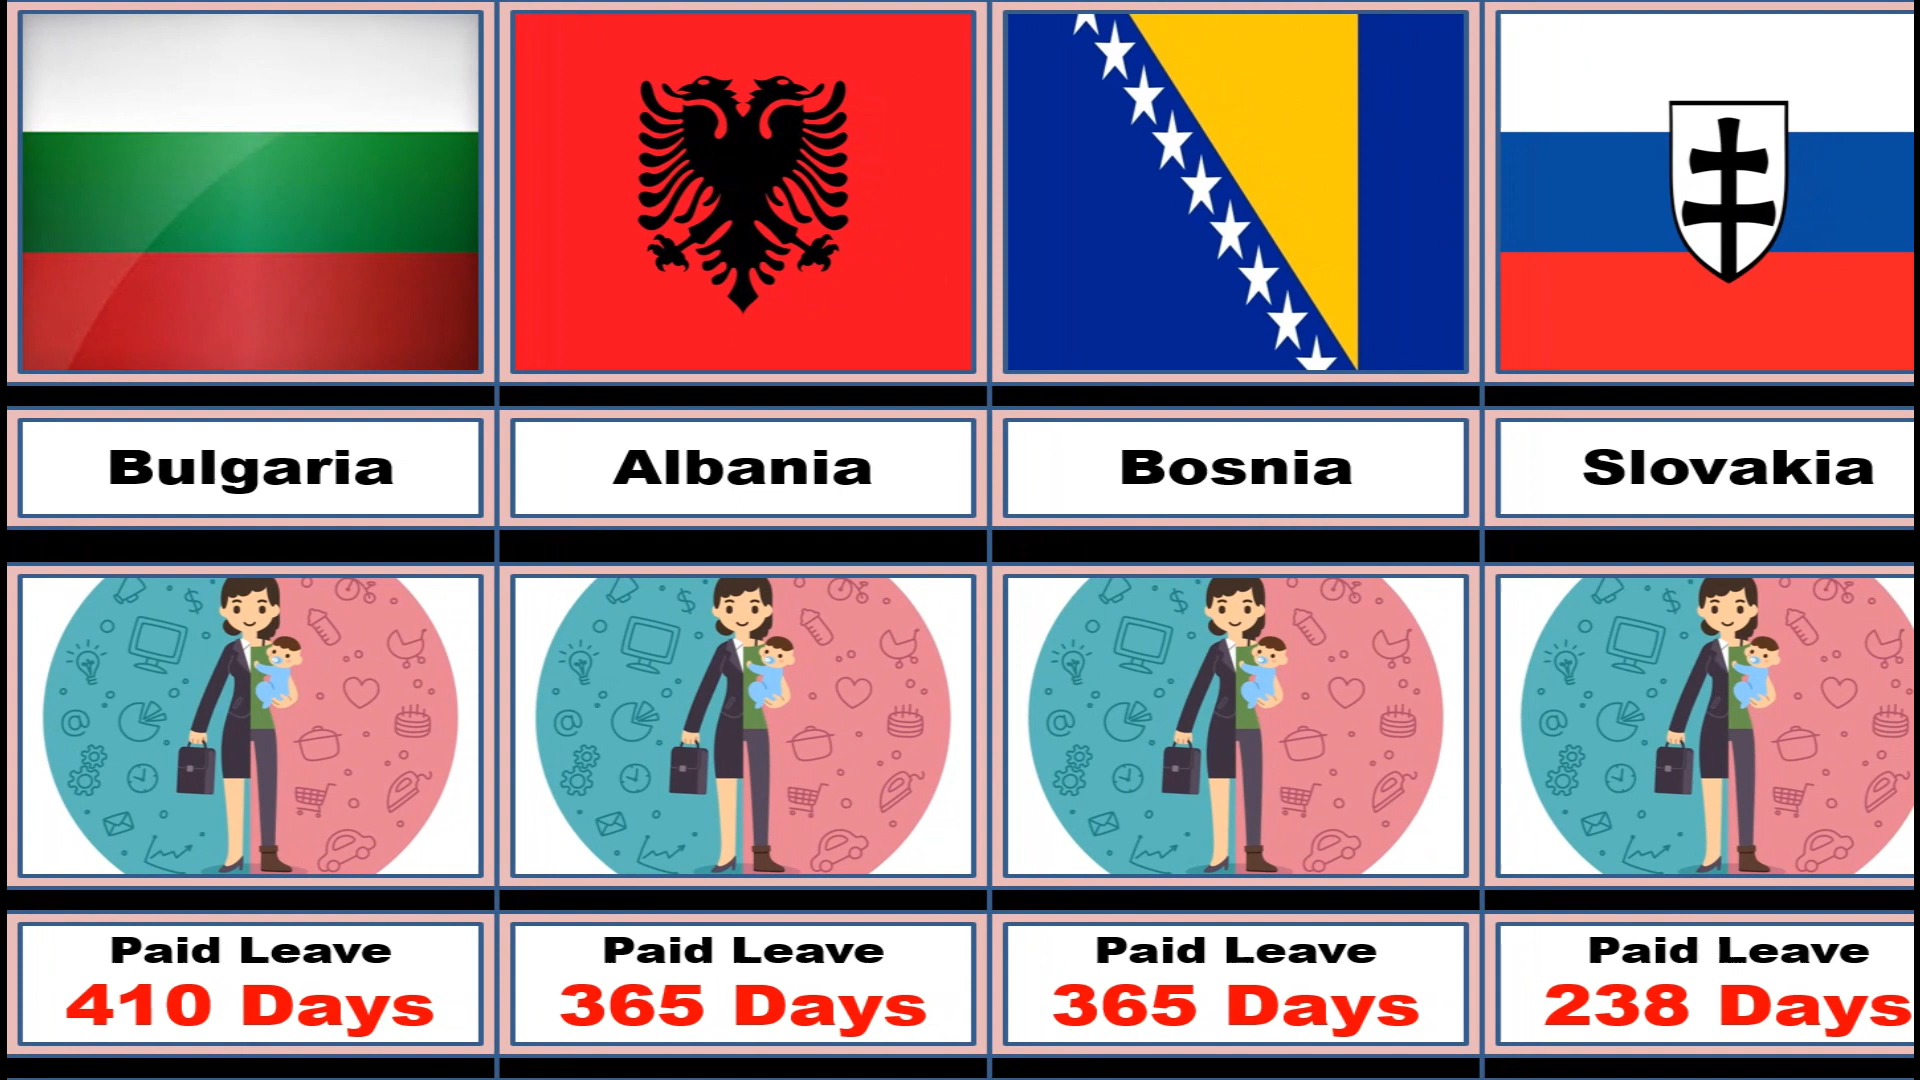 Bulgaria
Albania
Bosnia
Slovakia
Paid Leave
410 Days
Paid Leave
365 Days
Paid Leave
365 Days
Paid Leave
238 Days